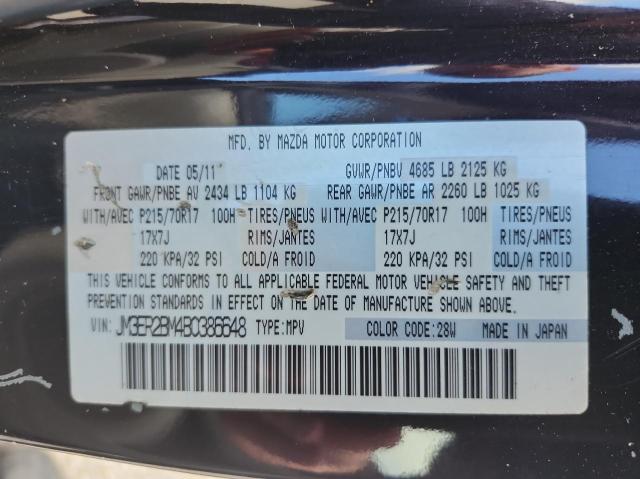 MFD. BY MAZDA MOTOR CORPORATION
DATE 05/11 GVWR/PNBV 4685 LB 2125 KG
FRONT GAWR/PNBE AV 2434 LB 1104 KG REAR GAWR/PNBE AR 2260 LB 1025 KG
WITH/AVEC P215/70R17 100H TIRES/PNEUS WITH/AVEC P215/70R17 100H TIRES/PNEUS
17X7J RIMS/JANTES 17X7J RIMS/JANTES
220 KPA/32 PSI COLD/A FROID 220 KPA/32 PSI COLD/A FROID
THIS VEHICLE CONFORMS TO ALL APPLICABLE FEDERAL MOTOR VEHICLE SAFETY AND THEFT
PREVENTION STANDARDS IN EFFECT ON THE DATE OF MANUFACTURE SHOWN ABOVE.
VIN: JM3ER2BM4B0386648 TYPE: MPV COLOR CODE: 28W MADE IN JAPAN